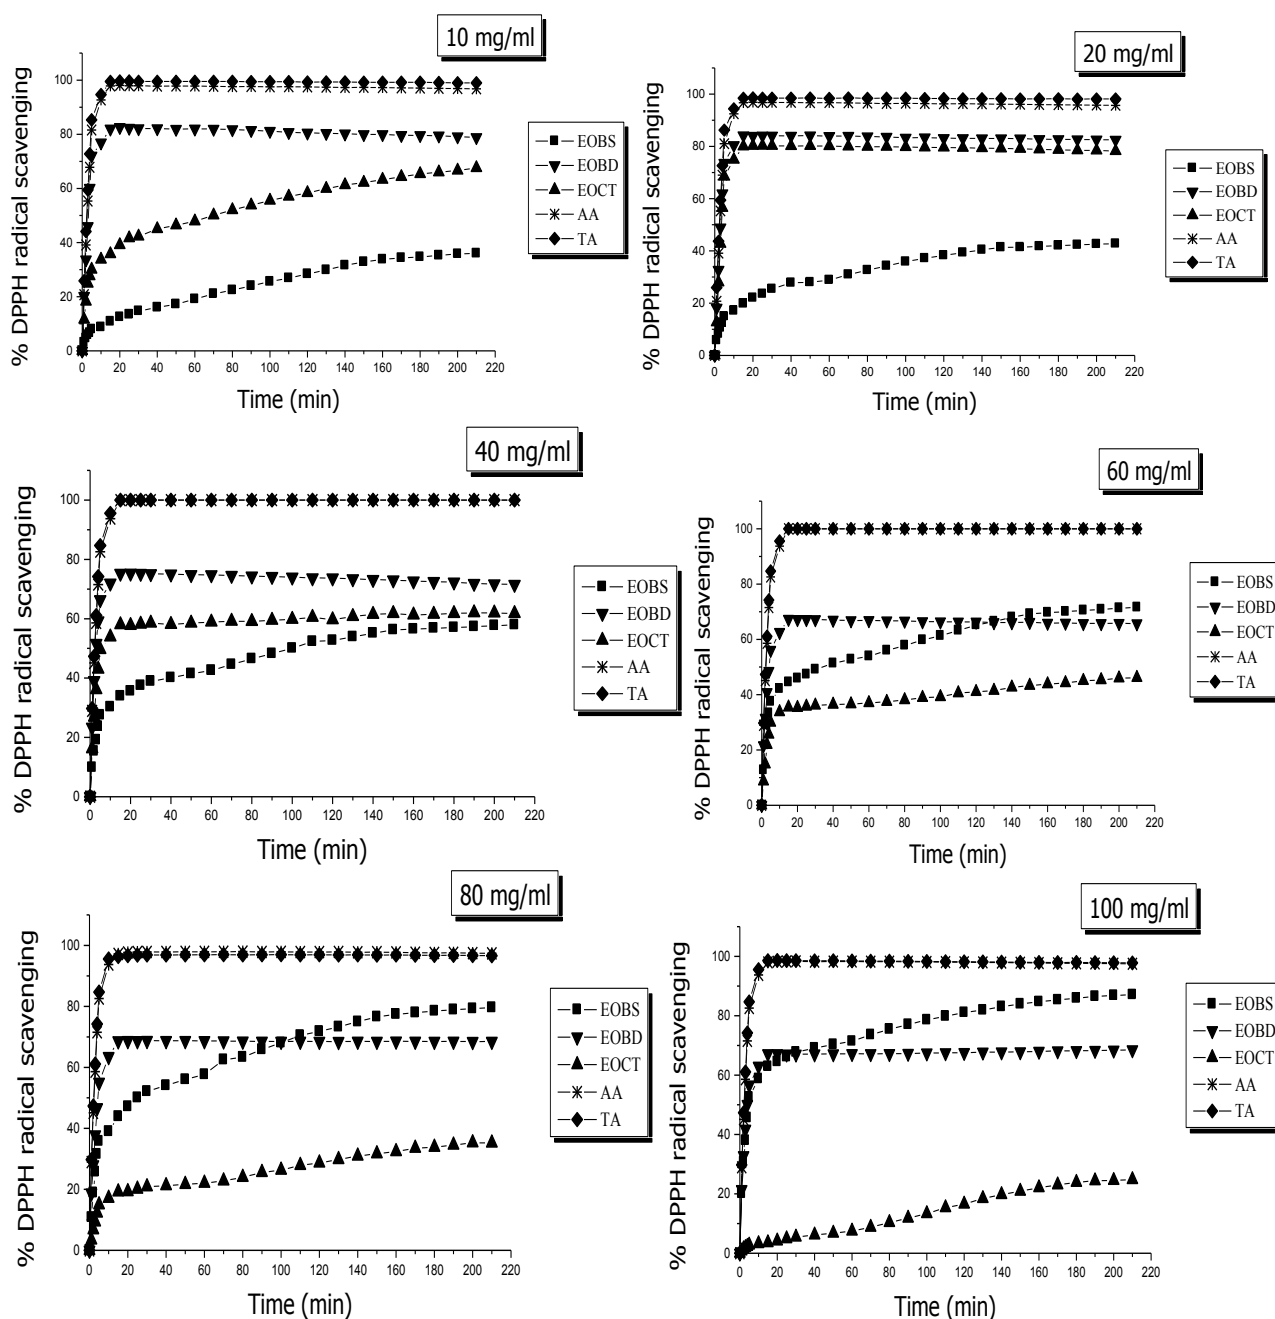 10 mg/ml
% DPPH radical scavenging
100
80
60
40
20
0
0 20 40 60 80 100 120 140 160 180 200 220
Time (min)
EOBS
EOBD
EOCT
AA
TA
20 mg/ml
% DPPH radical scavenging
100
80
60
40
20
0
0 20 40 60 80 100 120 140 160 180 200 220
Time (min)
EOBS
EOBD
EOCT
AA
TA
40 mg/ml
% DPPH radical scavenging
100
80
60
40
20
0
0 20 40 60 80 100 120 140 160 180 200 220
Time (min)
EOBS
EOBD
EOCT
AA
TA
60 mg/ml
% DPPH radical scavenging
100
80
60
40
20
0
0 20 40 60 80 100 120 140 160 180 200 220
Time (min)
EOBS
EOBD
EOCT
AA
TA
80 mg/ml
% DPPH radical scavenging
100
80
60
40
20
0
0 20 40 60 80 100 120 140 160 180 200 220
Time (min)
EOBS
EOBD
EOCT
AA
TA
100 mg/ml
% DPPH radical scavenging
100
80
60
40
20
0
0 20 40 60 80 100 120 140 160 180 200 220
Time (min)
EOBS
EOBD
EOCT
AA
TA